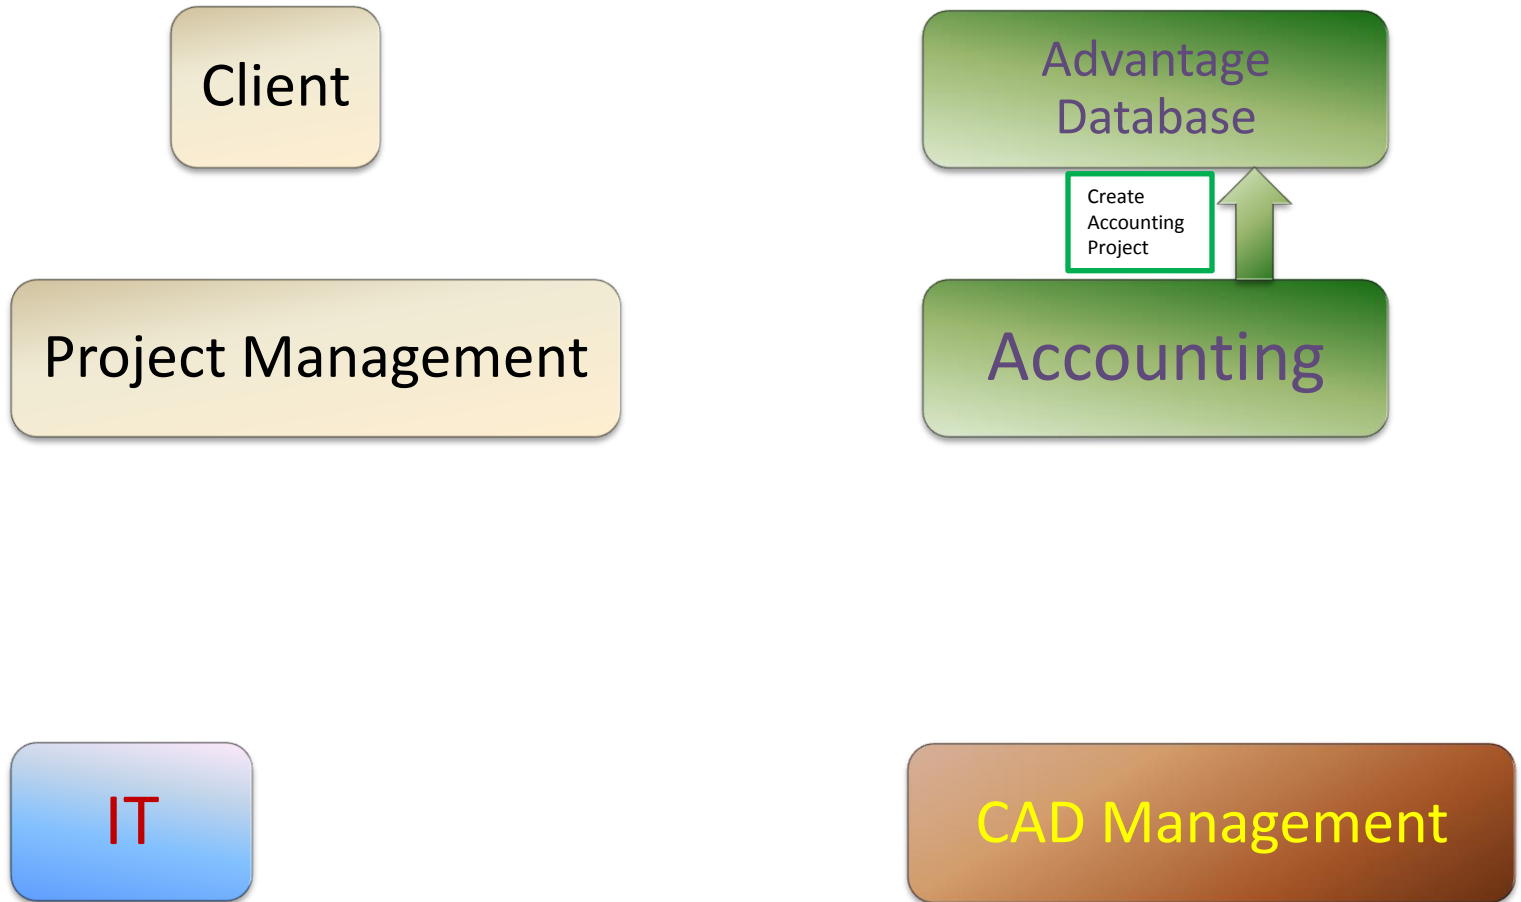 Client
Advantage
Database
Create
Accounting
Project
Project Management
Accounting
IT
CAD Management